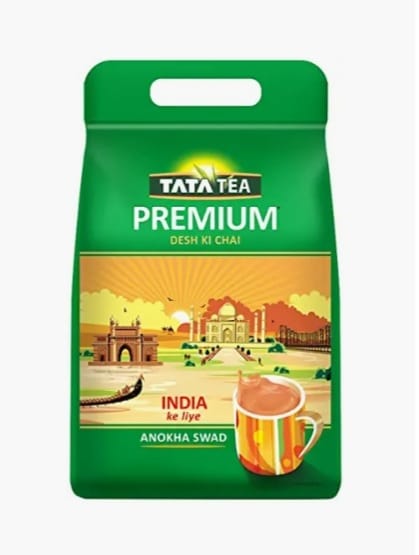 TATA TEA
PREMIUM
DESH KI CHAI
INDIA
ke liye
ANOKHA SWAD